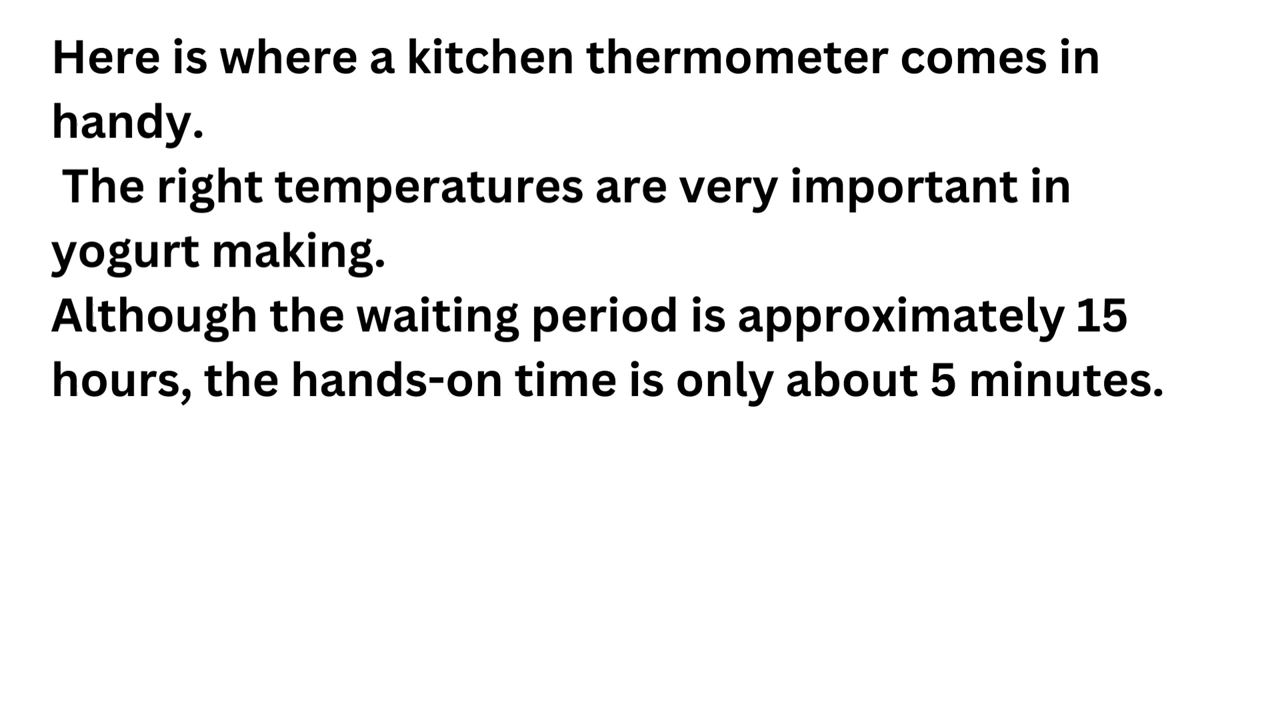 Here is where a kitchen thermometer comes in
handy.
The right temperatures are very important in
yogurt making.
Although the waiting period is approximately 15
hours, the hands-on time is only about 5 minutes.